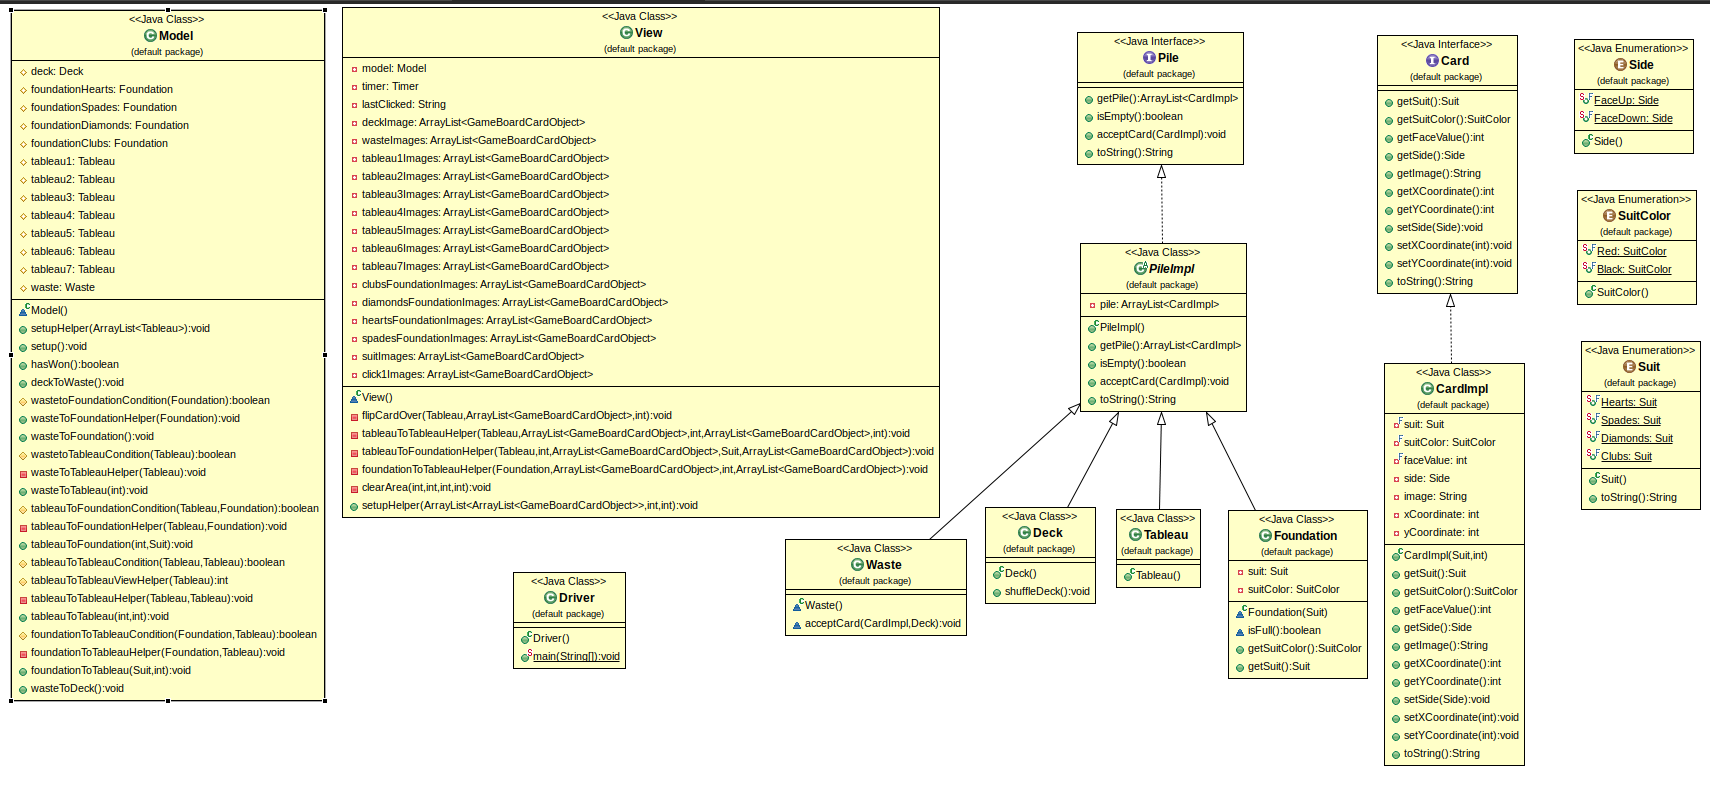 <<Java Class>>
Model
(default package)
deck: Deck
foundationHearts: Foundation
foundationSpades: Foundation
foundationDiamonds: Foundation
foundationClubs: Foundation
tableau1: Tableau
tableau2: Tableau
tableau3: Tableau
tableau4: Tableau
tableau5: Tableau
tableau6: Tableau
tableau7: Tableau
waste: Waste
Model()
setupHelper(ArrayList<Tableau>):void
setup():void
hasWon():boolean
deckToWaste():void
wastetoFoundationCondition(Foundation):boolean
wasteToFoundationHelper(Foundation):void
wasteToFoundation():void
wastetoTableauCondition(Tableau):boolean
wasteToTableauHelper(Tableau):void
wasteToTableau(int):void
tableauToFoundationCondition(Tableau,Foundation):boolean
tableauToFoundationHelper(Tableau,Foundation):void
tableauToFoundation(int,Suit):void
tableauToTableauCondition(Tableau,Tableau):boolean
tableauToTableauViewHelper(Tableau):int
tableauToTableauHelper(Tableau,Tableau):void
tableauToTableau(int,int):void
foundationToTableauCondition(Foundation,Tableau):boolean
foundationToTableauHelper(Foundation,Tableau):void
foundationToTableau(Suit,int):void
wasteToDeck():void
<<Java Class>>
View
(default package)
model: Model
timer: Timer
lastClicked: String
deckImage: ArrayList<GameBoardCardObject>
wasteImages: ArrayList<GameBoardCardObject>
tableau1Images: ArrayList<GameBoardCardObject>
tableau2Images: ArrayList<GameBoardCardObject>
tableau3Images: ArrayList<GameBoardCardObject>
tableau4Images: ArrayList<GameBoardCardObject>
tableau5Images: ArrayList<GameBoardCardObject>
tableau6Images: ArrayList<GameBoardCardObject>
tableau7Images: ArrayList<GameBoardCardObject>
clubsFoundationImages: ArrayList<GameBoardCardObject>
diamondsFoundationImages: ArrayList<GameBoardCardObject>
heartsFoundationImages: ArrayList<GameBoardCardObject>
spadesFoundationImages: ArrayList<GameBoardCardObject>
suitImages: ArrayList<GameBoardCardObject>
click1Images: ArrayList<GameBoardCardObject>
View()
flipCardOver(Tableau,ArrayList<GameBoardCardObject>,int):void
tableauToTableauHelper(Tableau,ArrayList<GameBoardCardObject>,int,ArrayList<GameBoardCardObject>,int):void
tableauToFoundationHelper(Tableau,int,ArrayList<GameBoardCardObject>,Suit,ArrayList<GameBoardCardObject>):void
foundationToTableauHelper(Foundation,ArrayList<GameBoardCardObject>,int,ArrayList<GameBoardCardObject>):void
clearArea(int,int,int,int):void
setupHelper(ArrayList<ArrayList<GameBoardCardObject>>,int,int):void
<<Java Class>>
Driver
(default package)
Driver()
main(String[]):void
<<Java Interface>>
Pile
(default package)
getPile():ArrayList<CardImpl>
isEmpty():boolean
acceptCard(CardImpl):void
toString():String
<<Java Class>>
PileImpl
(default package)
pile: ArrayList<CardImpl>
PileImpl()
getPile():ArrayList<CardImpl>
isEmpty():boolean
acceptCard(CardImpl):void
toString():String
<<Java Class>>
Waste
(default package)
Waste()
acceptCard(CardImpl,Deck):void
<<Java Class>>
Deck
(default package)
Deck()
shuffleDeck():void
<<Java Class>>
Tableau
(default package)
Tableau()
<<Java Class>>
Foundation
(default package)
suit: Suit
suitColor: SuitColor
Foundation(Suit)
isFull():boolean
getSuitColor():SuitColor
getSuit():Suit
<<Java Interface>>
Card
(default package)
getSuit():Suit
getSuitColor():SuitColor
getFaceValue():int
getSide():Side
getImage():String
getXCoordinate():int
getYCoordinate():int
setSide(Side):void
setXCoordinate(int):void
setYCoordinate(int):void
toString():String
<<Java Class>>
CardImpl
(default package)
suit: Suit
suitColor: SuitColor
faceValue: int
side: Side
image: String
xCoordinate: int
yCoordinate: int
CardImpl(Suit,int)
getSuit():Suit
getSuitColor():SuitColor
getFaceValue():int
getSide():Side
getImage():String
getXCoordinate():int
getYCoordinate():int
setSide(Side):void
setXCoordinate(int):void
setYCoordinate(int):void
toString():String
<<Java Enumeration>>
Side
(default package)
FaceUp: Side
FaceDown: Side
Side()
<<Java Enumeration>>
SuitColor
(default package)
Red: SuitColor
Black: SuitColor
SuitColor()
<<Java Enumeration>>
Suit
(default package)
Hearts: Suit
Spades: Suit
Diamonds: Suit
Clubs: Suit
Suit()
toString():String